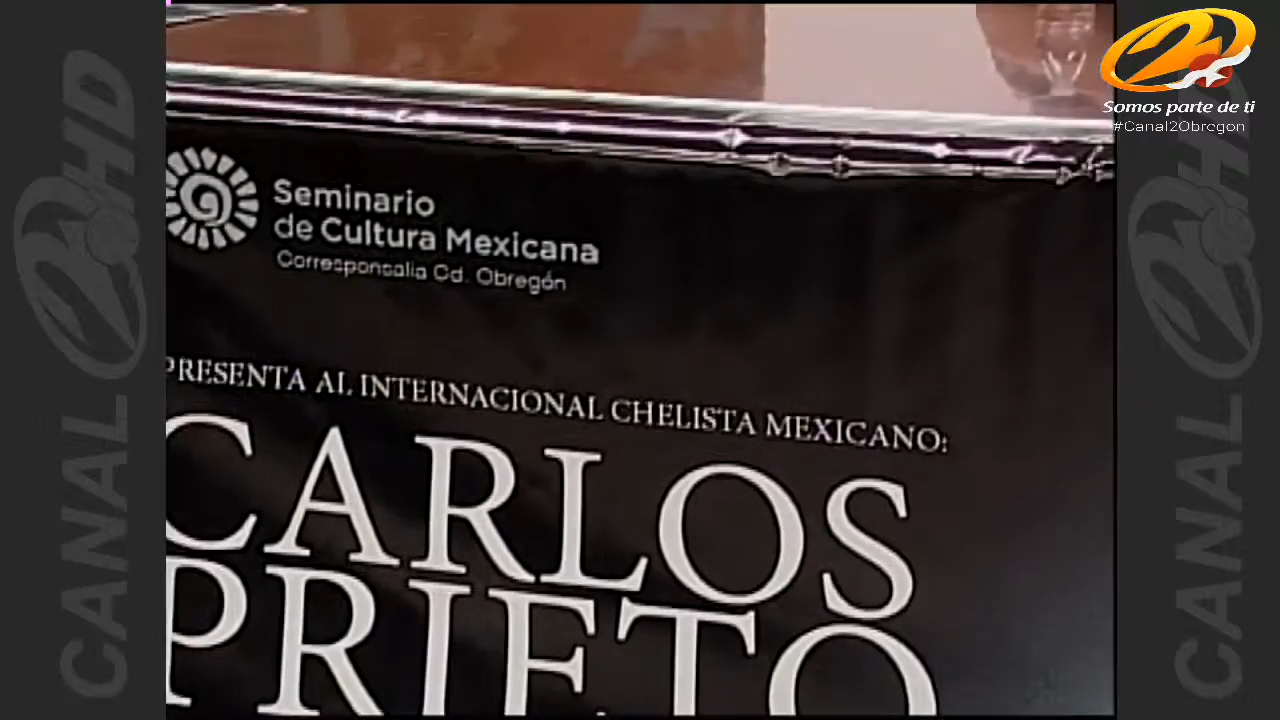 Somos parte de ti
#Canal2Obregon
Seminario
de Cultura Mexicana
Corresponsalía Cd. Obregón
PRESENTA AL INTERNACIONAL CHELISTA MEXICANO:
CARLOS
PRIETO
CANAL 2 HD
CANAL 2 HD